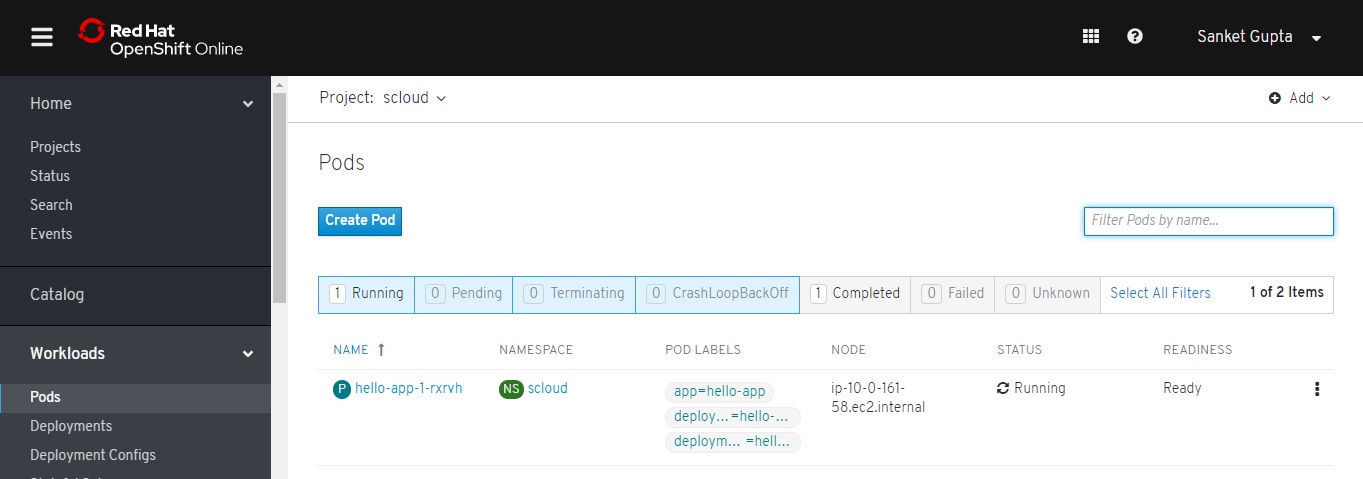 Red Hat
OpenShift Online
Sanket Gupta
Home
Projects
Status
Search
Events
Catalog
Workloads
Pods
Deployments
Deployment Configs
Project: scloud
Add
Pods
Create Pod
Filter Pods by name...
1 Running 0 Pending 0 Terminating 0 CrashLoopBackOff 1 Completed 0 Failed 0 Unknown Select All Filters 1 of 2 Items
NAME NAMESPACE POD LABELS NODE STATUS READINESS
P hello-app-1-rxrvh NS scloud app=hello-app ip-10-0-161- Running Ready
58.ec2.internal
deploy... =hello-...
deploym... =hell...